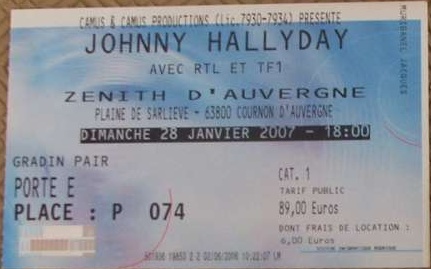 CAMUS & CAMUS PRODUCTIONS (Lic.7930-7934) PRESENTE
JOHNNY HALLYDAY
AVEC RTL ET TF1
ZENITH D'AUVERGNE
PLAINE DE SARLIEVE - 63800 COURNON D'AUVERGNE
DIMANCHE 28 JANVIER 2007 - 18:00
GRADIN PAIR
PORTE E
PLACE : P 074
CAT. 1
TARIF PUBLIC
89,00 Euros
DONT FRAIS DE LOCATION :
6,00 Euros